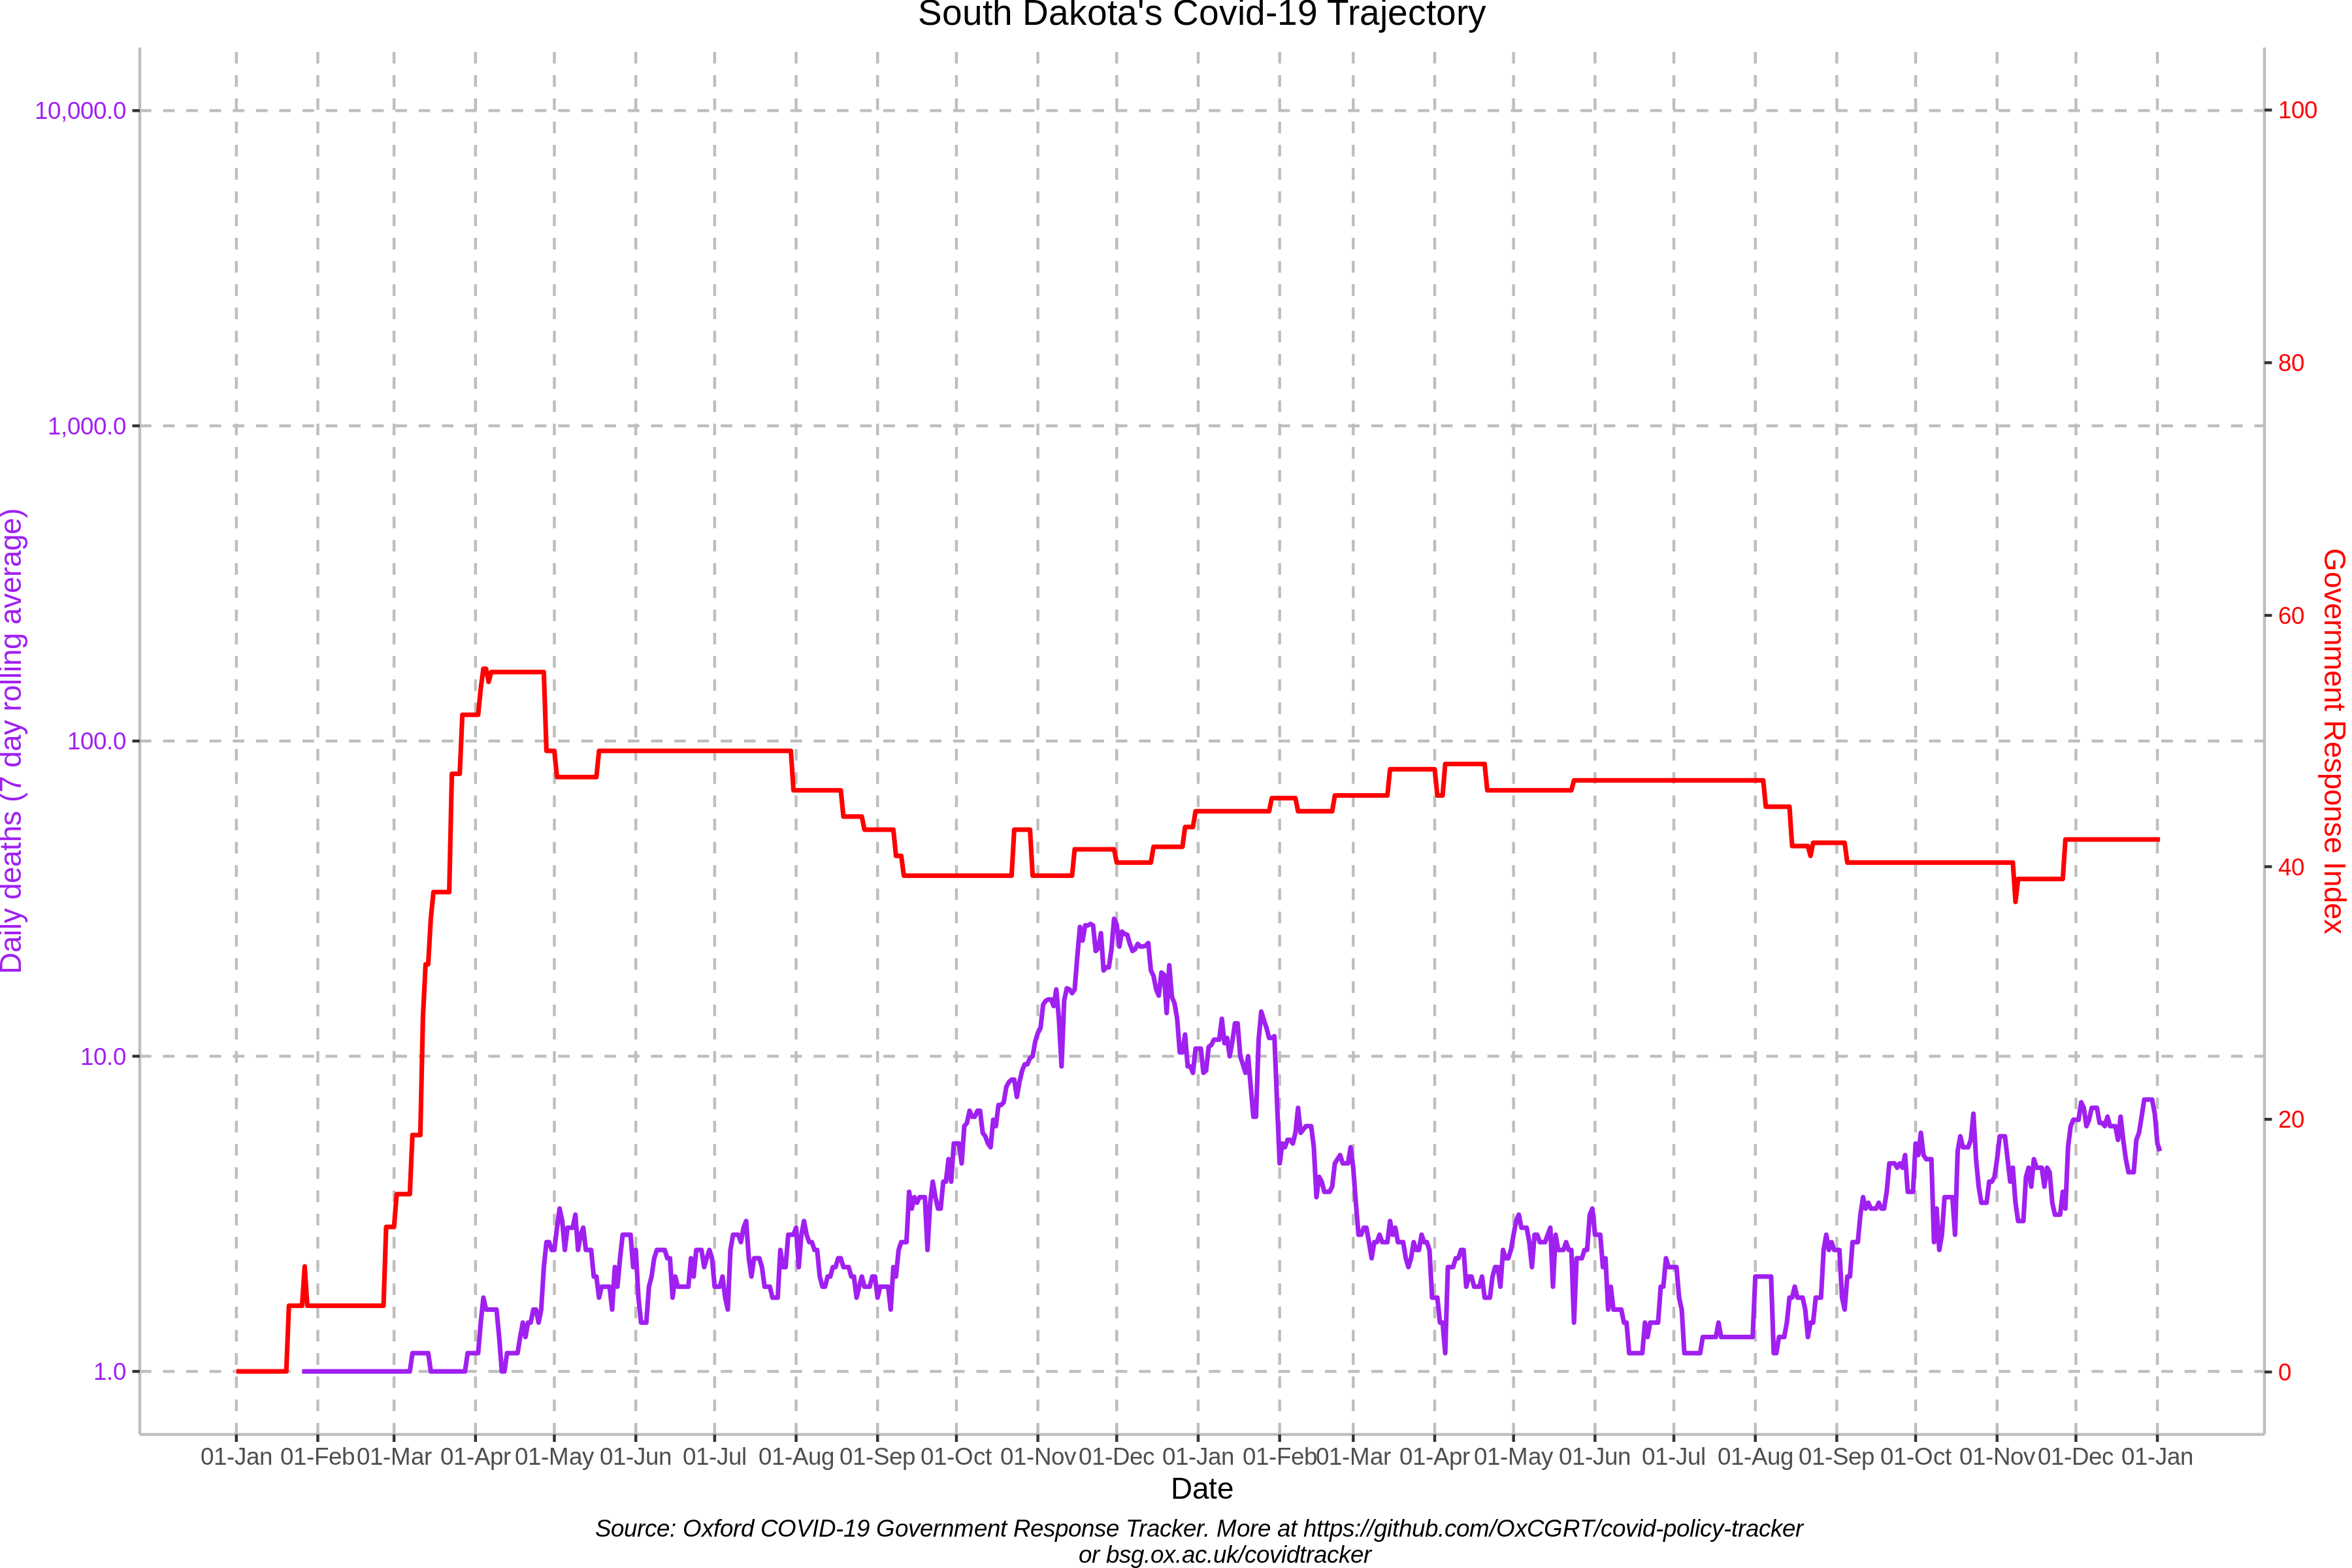 South Dakota's Covid-19 Trajectory
10,000.0
1,000.0
100.0
10.0
1.0
Daily deaths (7 day rolling average)
100
80
60
40
20
0
Government Response Index
01-Jan 01-Feb 01-Mar 01-Apr 01-May 01-Jun 01-Jul 01-Aug 01-Sep 01-Oct 01-Nov 01-Dec 01-Jan 01-Feb 01-Mar 01-Apr 01-May 01-Jun 01-Jul 01-Aug 01-Sep 01-Oct 01-Nov 01-Dec 01-Jan
Date
Source: Oxford COVID-19 Government Response Tracker. More at https://github.com/OxCGRT/covid-policy-tracker
or bsg.ox.ac.uk/covidtracker